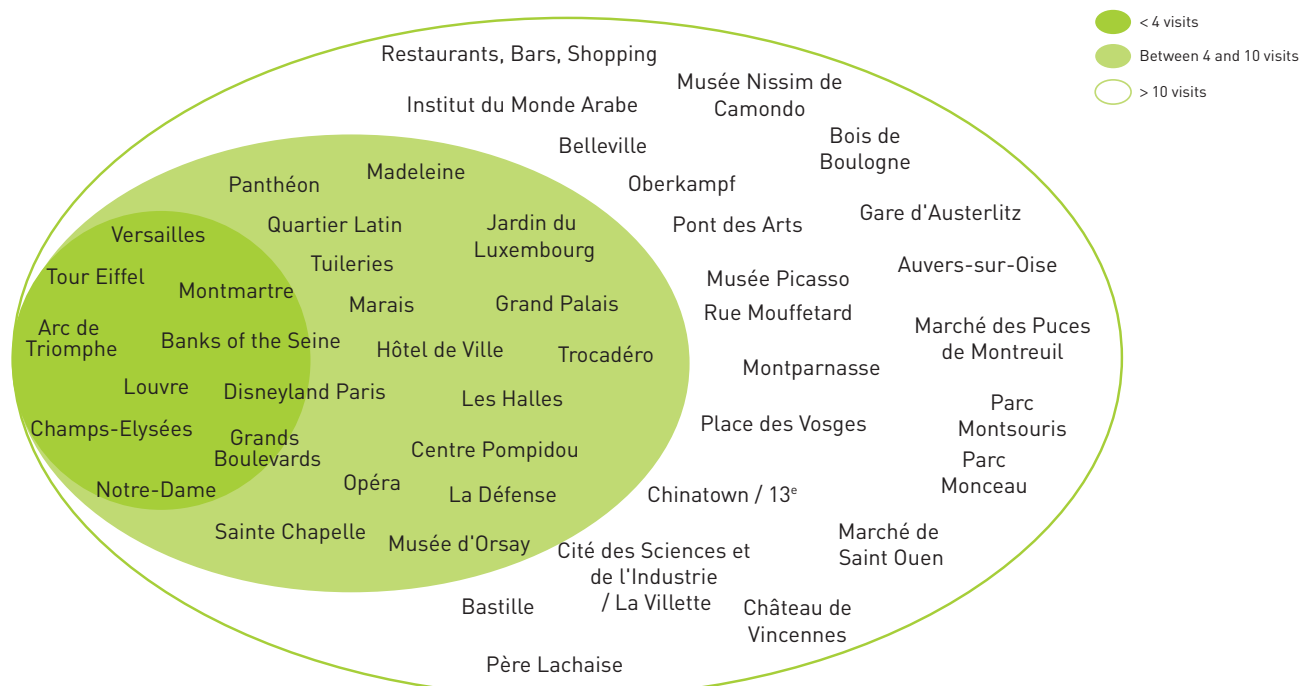 < 4 visits
Between 4 and 10 visits
> 10 visits
Restaurants, Bars, Shopping
Musée Nissim de
Camondo
Institut du Monde Arabe
Belleville
Bois de
Boulogne
Madeleine
Panthéon
Oberkampf
Gare d'Austerlitz
Quartier Latin
Jardin du
Luxembourg
Pont des Arts
Versailles
Tuileries
Auvers-sur-Oise
Tour Eiffel
Montmartre
Musée Picasso
Marais
Grand Palais
Rue Mouffetard
Arc de
Triomphe
Banks of the Seine
Hôtel de Ville
Trocadéro
Marché des Puces
de Montreuil
Montparnasse
Louvre
Disneyland Paris
Les Halles
Parc
Montsouris
Champs-Elysées
Grands
Boulevards
Place des Vosges
Centre Pompidou
Parc
Monceau
Notre-Dame
Opéra
La Défense
Chinatown / 13e
Sainte Chapelle
Musée d'Orsay
Marché de
Saint Ouen
Cité des Sciences et
de l'Industrie
/ La Villette
Bastille
Château de
Vincennes
Père Lachaise